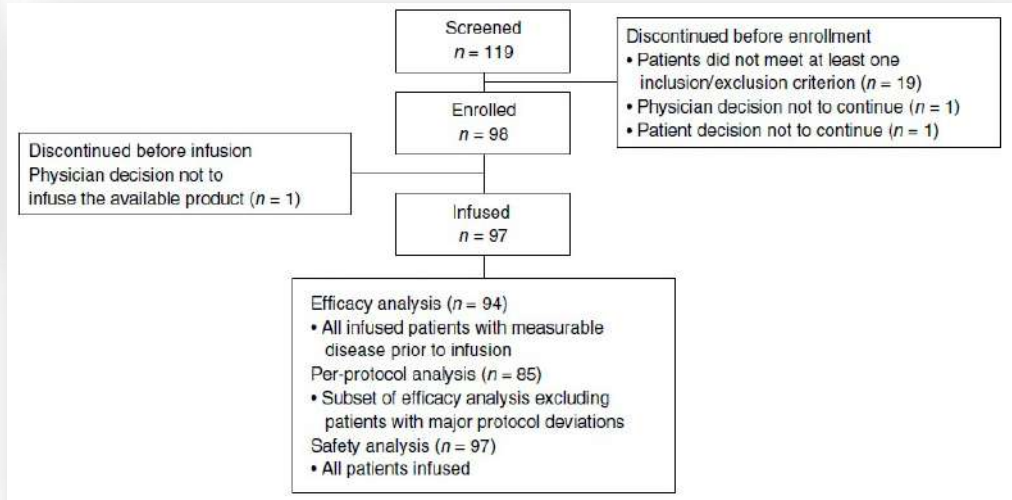 Screened
n = 119
Discontinued before enrollment
• Patients did not meet at least one
inclusion/exclusion criterion (n = 19)
• Physician decision not to continue (n = 1)
• Patient decision not to continue (n = 1)
Enrolled
n = 98
Discontinued before infusion
Physician decision not to
infuse the available product (n = 1)
Infused
n = 97
Efficacy analysis (n = 94)
• All infused patients with measurable
disease prior to infusion
Per-protocol analysis (n = 85)
• Subset of efficacy analysis excluding
patients with major protocol deviations
Safety analysis (n = 97)
• All patients infused